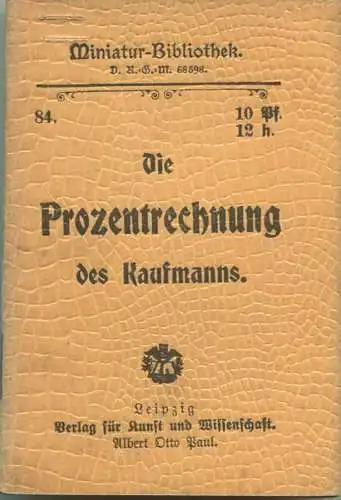 Miniatur-Bibliothek.
D. R.-G.-M. 68598.
84.
10 Pf.
12 h.
Die
Prozentrechnung
des Kaufmanns.
Leipzig
Verlag für Kunst und Wissenschaft.
Albert Otto Paul.